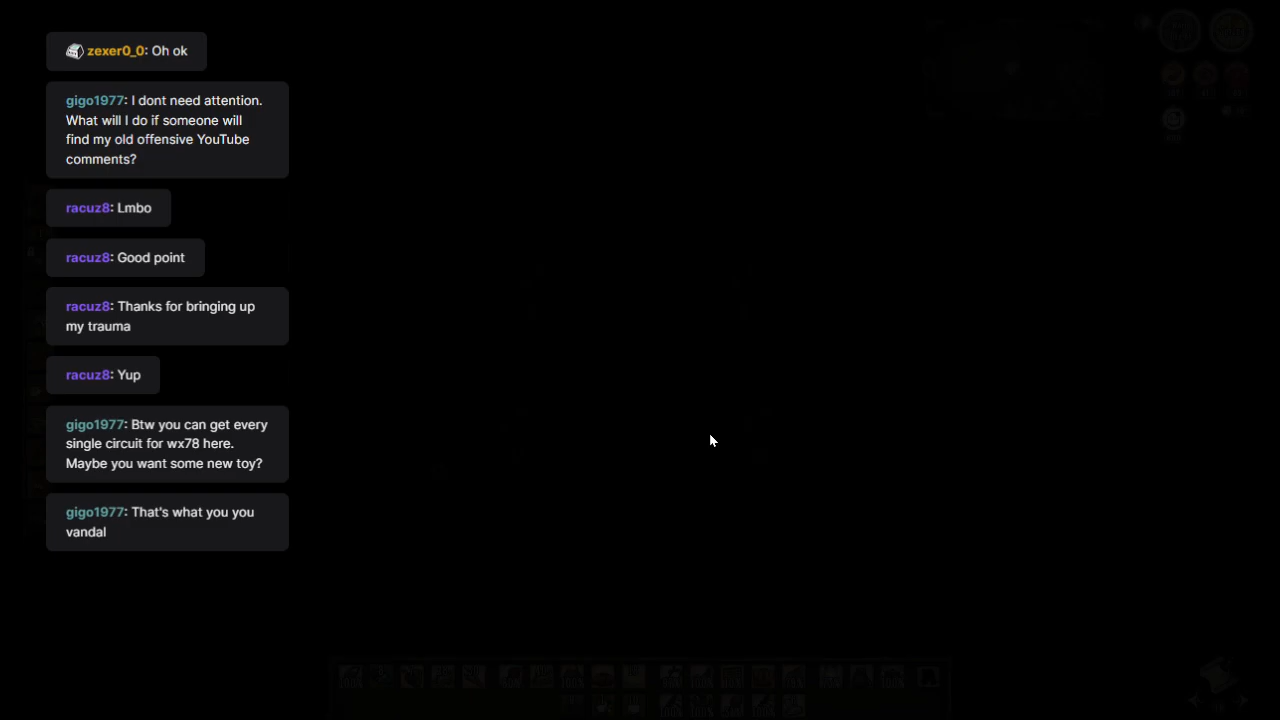 zexer0_0: Oh ok
gigo1977: I dont need attention.
What will I do if someone will
find my old offensive YouTube
comments?
racuz8: Lmbo
racuz8: Good point
racuz8: Thanks for bringing up
my trauma
racuz8: Yup
gigo1977: Btw you can get every
single circuit for wx78 here.
Maybe you want some new toy?
gigo1977: That's what you you
vandal